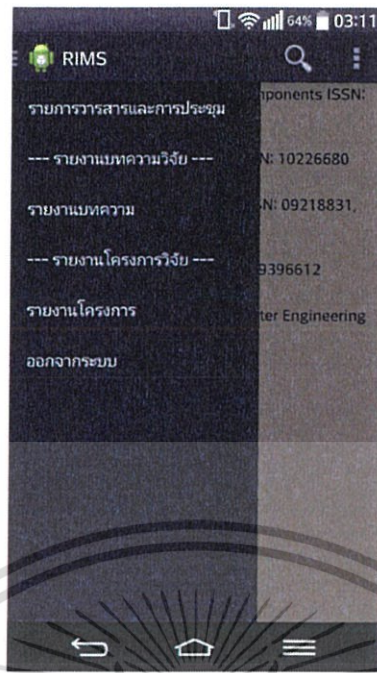 64% 03:11
RIMS
รายการวารสารและการประชุม
ponents ISSN:
--- รายงานบทความวิจัย ---
N: 10226680
รายงานบทความ
N: 09218831,
--- รายงานโครงการวิจัย ---
9396612
รายงานโครงการ
ter Engineering
ออกจากระบบ